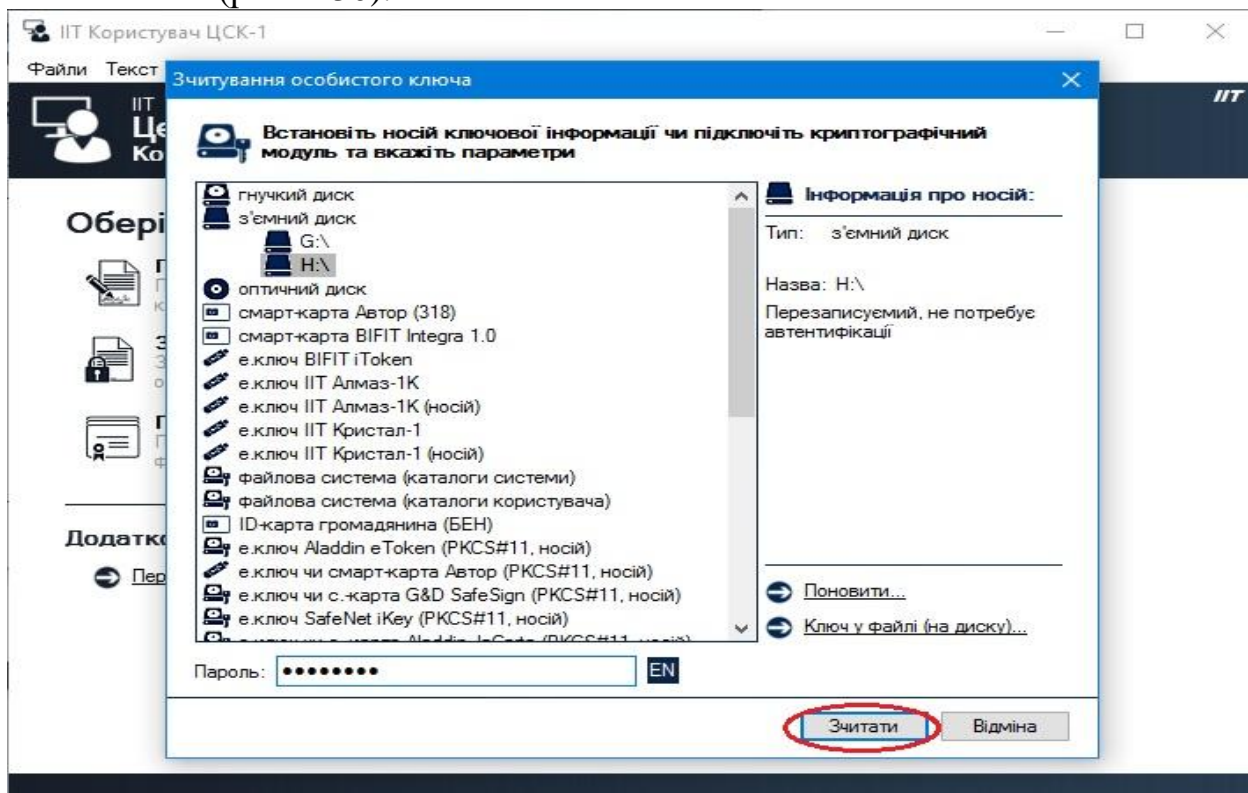 ІІТ Користувач ЦСК-1
Файли Текст
Зчитування особистого ключа
ІІТ
ІІТ
Встановіть носій ключової інформації чи підключіть криптографічний
модуль та вкажіть параметри
гнучкий диск
з'ємний диск
G:\
H:\
оптичний диск
смарт-карта Автор (318)
смарт-карта BIFIT Integra 1.0
е.ключ BIFIT iToken
е.ключ ІІТ Алмаз-1К
е.ключ ІІТ Алмаз-1К (носій)
е.ключ ІІТ Кристал-1
е.ключ ІІТ Кристал-1 (носій)
файлова система (каталоги системи)
файлова система (каталоги користувача)
ID-карта громадянина (БЕН)
е.ключ Aladdin eToken (PKCS#11, носій)
е.ключ чи смарт-карта Автор (PKCS#11, носій)
е.ключ чи с.-карта G&D SafeSign (PKCS#11, носій)
е.ключ SafeNet iKey (PKCS#11, носій)
Інформація про носій:
Тип: з'ємний диск
Назва: H:\
Перезаписуємий, не потребує
автентифікації
Поновити...
Ключ у файлі (на диску)...
Пароль: ●●●●●●●●
EN
Зчитати
Відміна